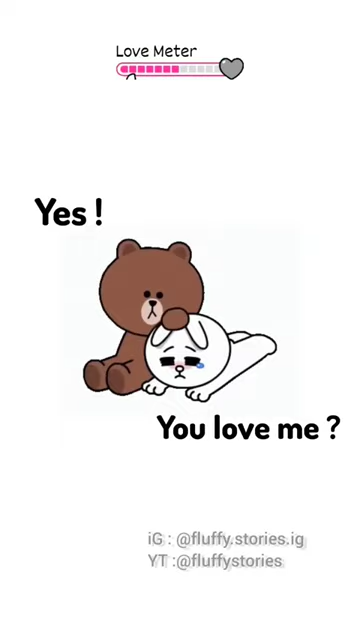 Love Meter
Yes !
You love me ?
iG : @fluffy.stories.ig
YT :@fluffystories